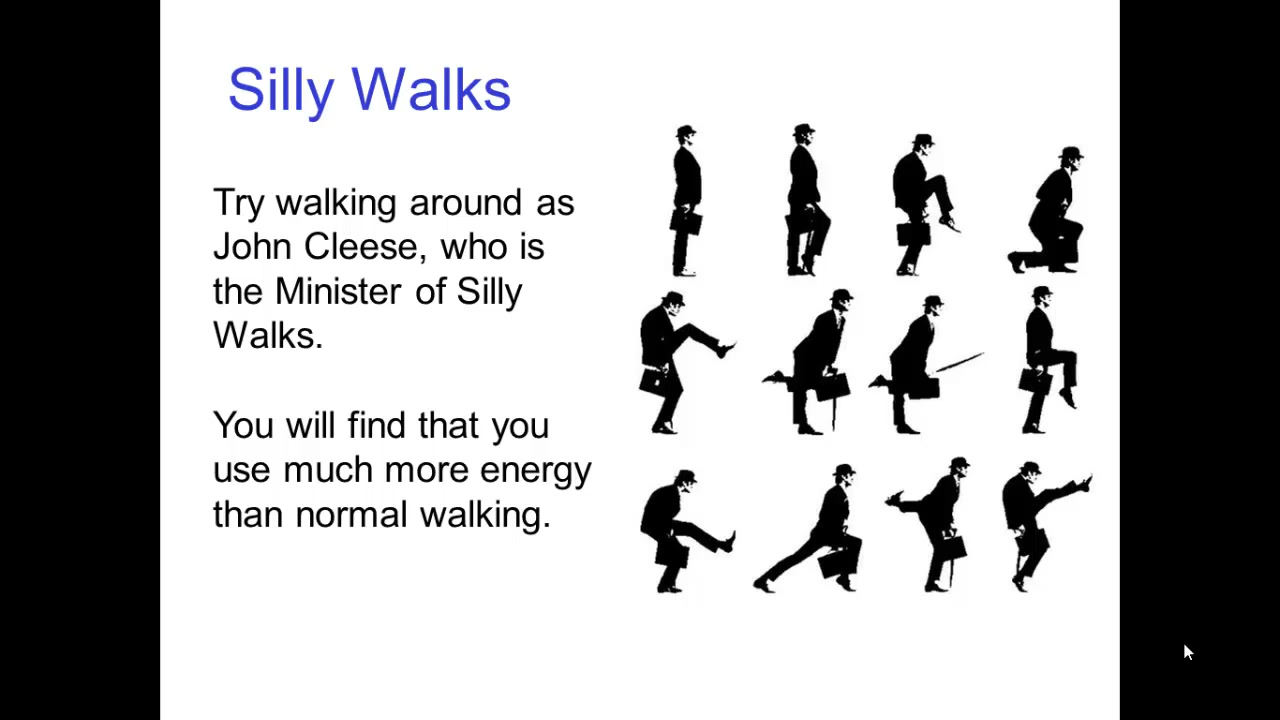 Silly Walks
Try walking around as
John Cleese, who is
the Minister of Silly
Walks.
You will find that you
use much more energy
than normal walking.